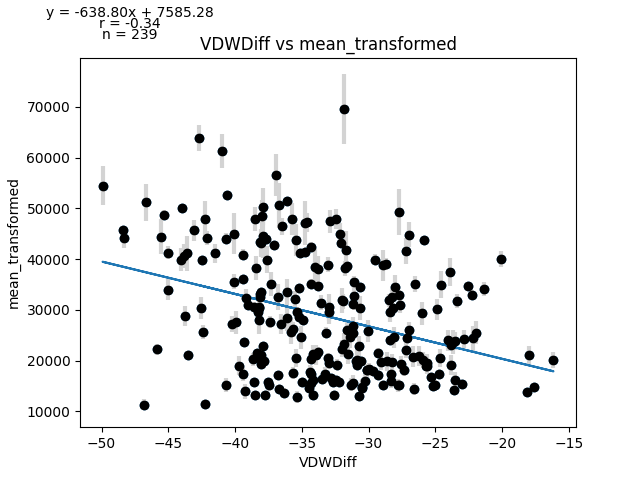 y = -638.80x + 7585.28
r = -0.34
n = 239
VDWDiff vs mean_transformed
mean_transformed
70000
60000
50000
40000
30000
20000
10000
−50
−45
−40
−35
−30
−25
−20
−15
VDWDiff